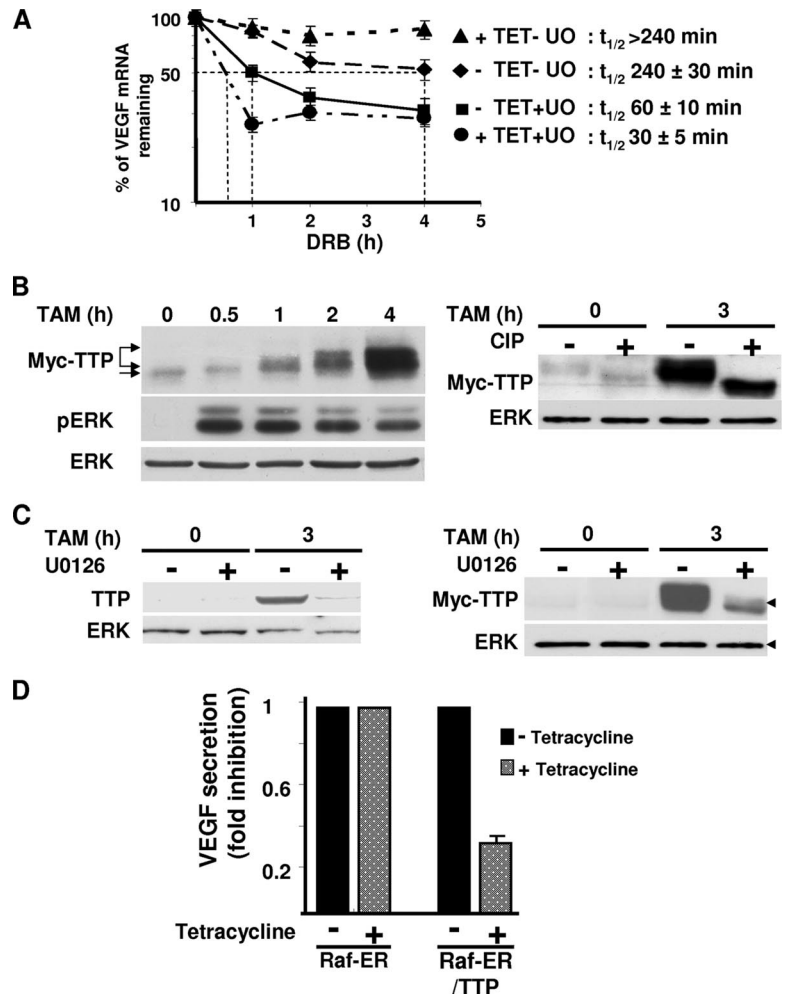 A
100
50
10
% of VEGF mRNA
remaining
1 2 3 4 5
DRB (h)
+ TET- UO : t1/2 >240 min
- TET- UO : t1/2 240 ± 30 min
- TET+UO : t1/2 60 ± 10 min
+ TET+UO : t1/2 30 ± 5 min
B
TAM (h) 0 0.5 1 2 4
Myc-TTP
pERK
ERK
TAM (h) 0 3
CIP - + - +
Myc-TTP
ERK
C
TAM (h) 0 3
U0126 - + - +
TTP
ERK
TAM (h) 0 3
U0126 - + - +
Myc-TTP
ERK
D
VEGF secretion
(fold inhibition)
1
0.6
0.2
- Tetracycline
+ Tetracycline
Tetracycline - + - +
Raf-ER Raf-ER
/TTP